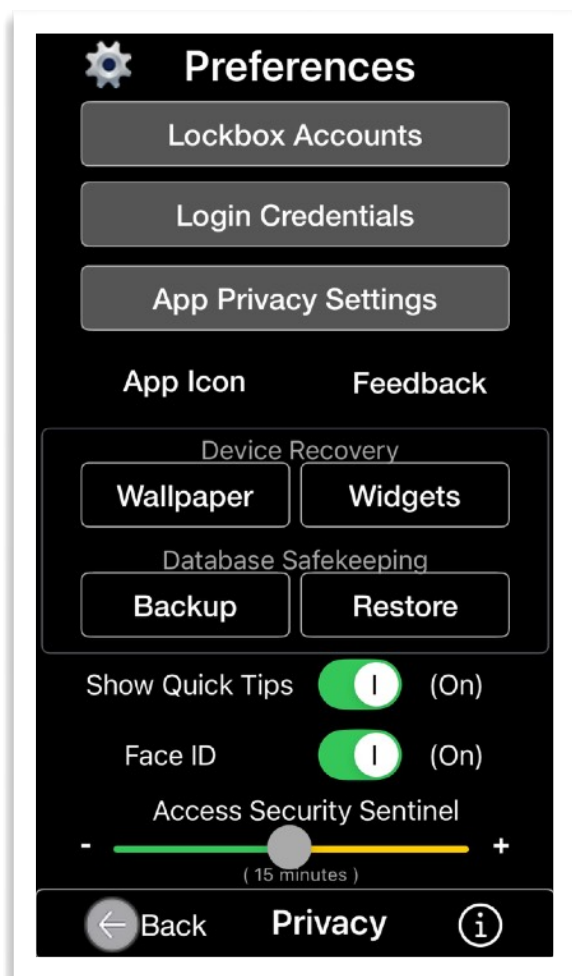 Preferences
Lockbox Accounts
Login Credentials
App Privacy Settings
App Icon Feedback
Device Recovery
Wallpaper Widgets
Database Safekeeping
Backup Restore
Show Quick Tips (On)
Face ID (On)
Access Security Sentinel
- +
( 15 minutes )
Back Privacy i